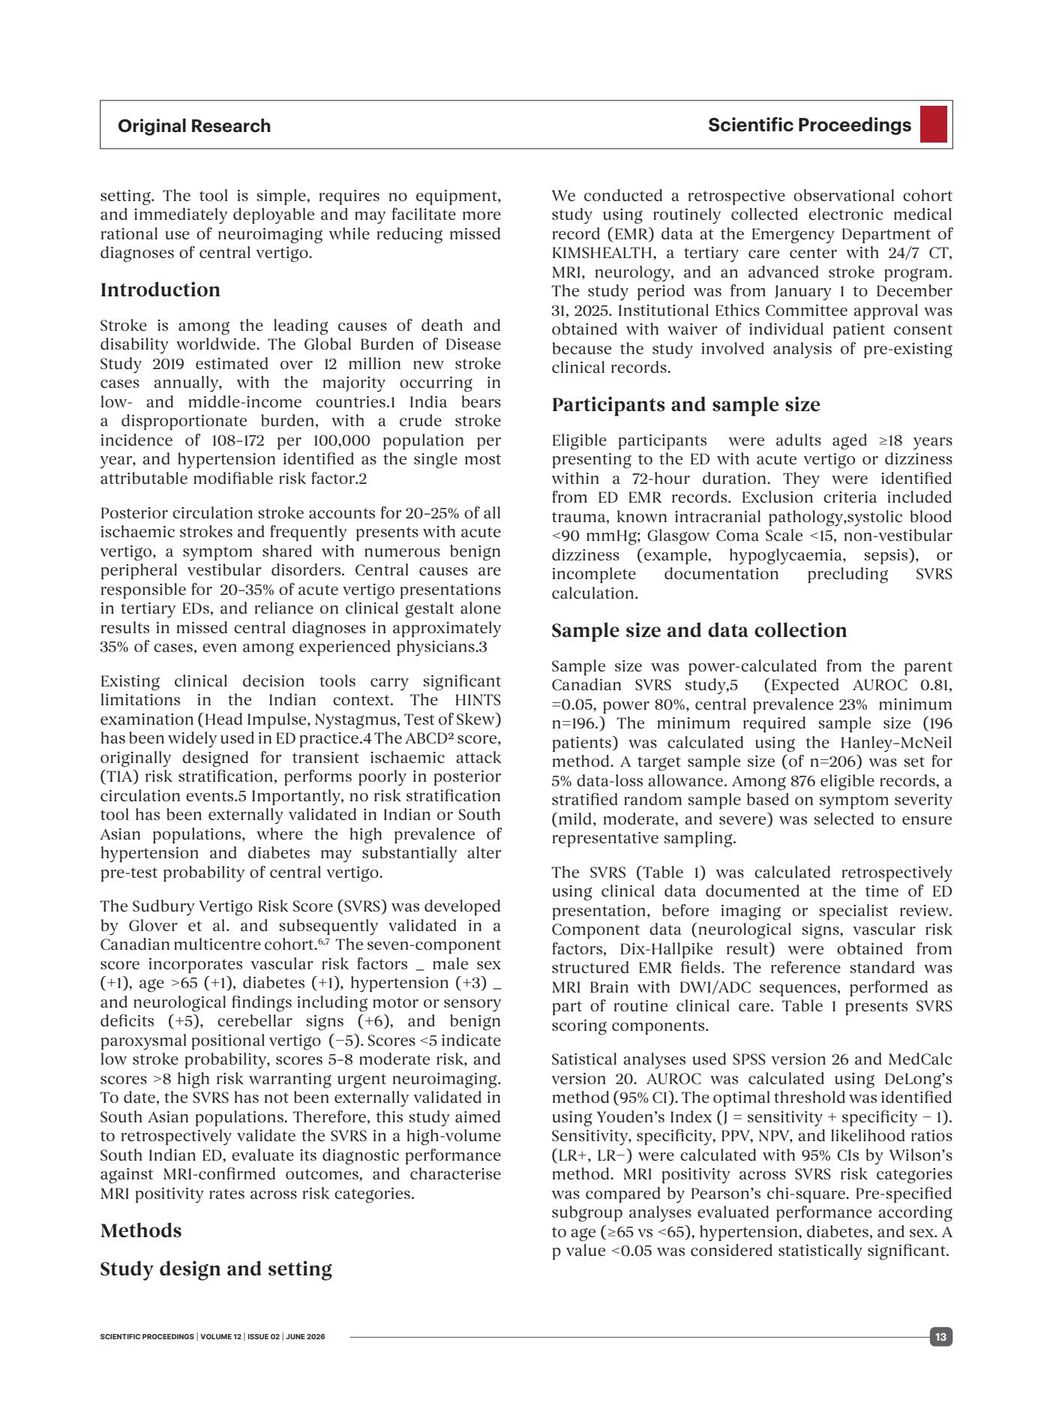 Original Research
Scientific Proceedings
setting. The tool is simple, requires no equipment,
and immediately deployable and may facilitate more
rational use of neuroimaging while reducing missed
diagnoses of central vertigo.
Introduction
Stroke is among the leading causes of death and
disability worldwide. The Global Burden of Disease
Study 2019 estimated over 12 million new stroke
cases annually, with the majority occurring in
low- and middle-income countries.1 India bears
a disproportionate burden, with a crude stroke
incidence of 108–172 per 100,000 population per
year, and hypertension identified as the single most
attributable modifiable risk factor.2
Posterior circulation stroke accounts for 20–25% of all
ischaemic strokes and frequently presents with acute
vertigo, a symptom shared with numerous benign
peripheral vestibular disorders. Central causes are
responsible for 20–35% of acute vertigo presentations
in tertiary EDs, and reliance on clinical gestalt alone
results in missed central diagnoses in approximately
35% of cases, even among experienced physicians.3
Existing clinical decision tools carry significant
limitations in the Indian context. The HINTS
examination (Head Impulse, Nystagmus, Test of Skew)
has been widely used in ED practice.4 The ABCD² score,
originally designed for transient ischaemic attack
(TIA) risk stratification, performs poorly in posterior
circulation events.5 Importantly, no risk stratification
tool has been externally validated in Indian or South
Asian populations, where the high prevalence of
hypertension and diabetes may substantially alter
pre-test probability of central vertigo.
The Sudbury Vertigo Risk Score (SVRS) was developed
by Glover et al. and subsequently validated in a
Canadian multicentre cohort.⁶,⁷ The seven-component
score incorporates vascular risk factors _ male sex
(+1), age >65 (+1), diabetes (+1), hypertension (+3) _
and neurological findings including motor or sensory
deficits (+5), cerebellar signs (+6), and benign
paroxysmal positional vertigo (−5). Scores <5 indicate
low stroke probability, scores 5–8 moderate risk, and
scores >8 high risk warranting urgent neuroimaging.
To date, the SVRS has not been externally validated in
South Asian populations. Therefore, this study aimed
to retrospectively validate the SVRS in a high-volume
South Indian ED, evaluate its diagnostic performance
against MRI-confirmed outcomes, and characterise
MRI positivity rates across risk categories.
Methods
Study design and setting
We conducted a retrospective observational cohort
study using routinely collected electronic medical
record (EMR) data at the Emergency Department of
KIMSHEALTH, a tertiary care center with 24/7 CT,
MRI, neurology, and an advanced stroke program.
The study period was from January 1 to December
31, 2025. Institutional Ethics Committee approval was
obtained with waiver of individual patient consent
because the study involved analysis of pre-existing
clinical records.
Participants and sample size
Eligible participants were adults aged ≥18 years
presenting to the ED with acute vertigo or dizziness
within a 72-hour duration. They were identified
from ED EMR records. Exclusion criteria included
trauma, known intracranial pathology,systolic blood
<90 mmHg; Glasgow Coma Scale <15, non-vestibular
dizziness (example, hypoglycaemia, sepsis), or
incomplete documentation precluding SVRS
calculation.
Sample size and data collection
Sample size was power-calculated from the parent
Canadian SVRS study,5 (Expected AUROC 0.81,
=0.05, power 80%, central prevalence 23% minimum
n=196.) The minimum required sample size (196
patients) was calculated using the Hanley–McNeil
method. A target sample size (of n=206) was set for
5% data-loss allowance. Among 876 eligible records, a
stratified random sample based on symptom severity
(mild, moderate, and severe) was selected to ensure
representative sampling.
The SVRS (Table 1) was calculated retrospectively
using clinical data documented at the time of ED
presentation, before imaging or specialist review.
Component data (neurological signs, vascular risk
factors, Dix-Hallpike result) were obtained from
structured EMR fields. The reference standard was
MRI Brain with DWI/ADC sequences, performed as
part of routine clinical care. Table 1 presents SVRS
scoring components.
Satistical analyses used SPSS version 26 and MedCalc
version 20. AUROC was calculated using DeLong's
method (95% CI). The optimal threshold was identified
using Youden's Index (J = sensitivity + specificity − 1).
Sensitivity, specificity, PPV, NPV, and likelihood ratios
(LR+, LR−) were calculated with 95% CIs by Wilson's
method. MRI positivity across SVRS risk categories
was compared by Pearson's chi-square. Pre-specified
subgroup analyses evaluated performance according
to age (≥65 vs <65), hypertension, diabetes, and sex. A
p value <0.05 was considered statistically significant.
SCIENTIFIC PROCEEDINGS | VOLUME 12 | ISSUE 02 | JUNE 2026
13